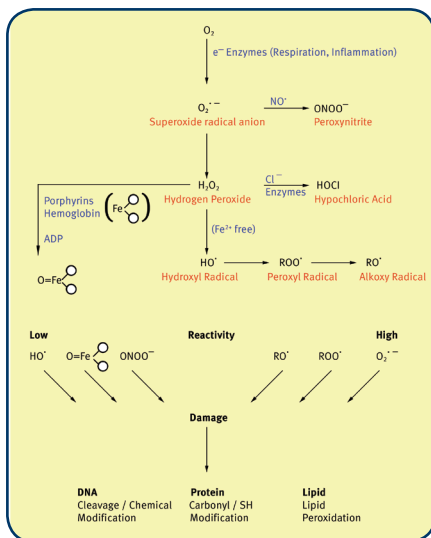 O₂
e⁻ Enzymes (Respiration, Inflammation)
O₂˙⁻ NO˙ ONOO⁻
Superoxide radical anion Peroxynitrite
H₂O₂ Cl⁻ HOCl
Enzymes
Hydrogen Peroxide Hypochloric Acid
Porphyrins
Hemoglobin
(Fe)
ADP
(Fe²⁺ free)
O=Fe
HO˙ ROO˙ RO˙
Hydroxyl Radical Peroxyl Radical Alkoxy Radical
Low Reactivity High
HO˙ O=Fe ONOO⁻ RO˙ ROO˙ O₂˙⁻
Damage
DNA Protein Lipid
Cleavage / Chemical Carbonyl / SH Lipid
Modification Modification Peroxidation